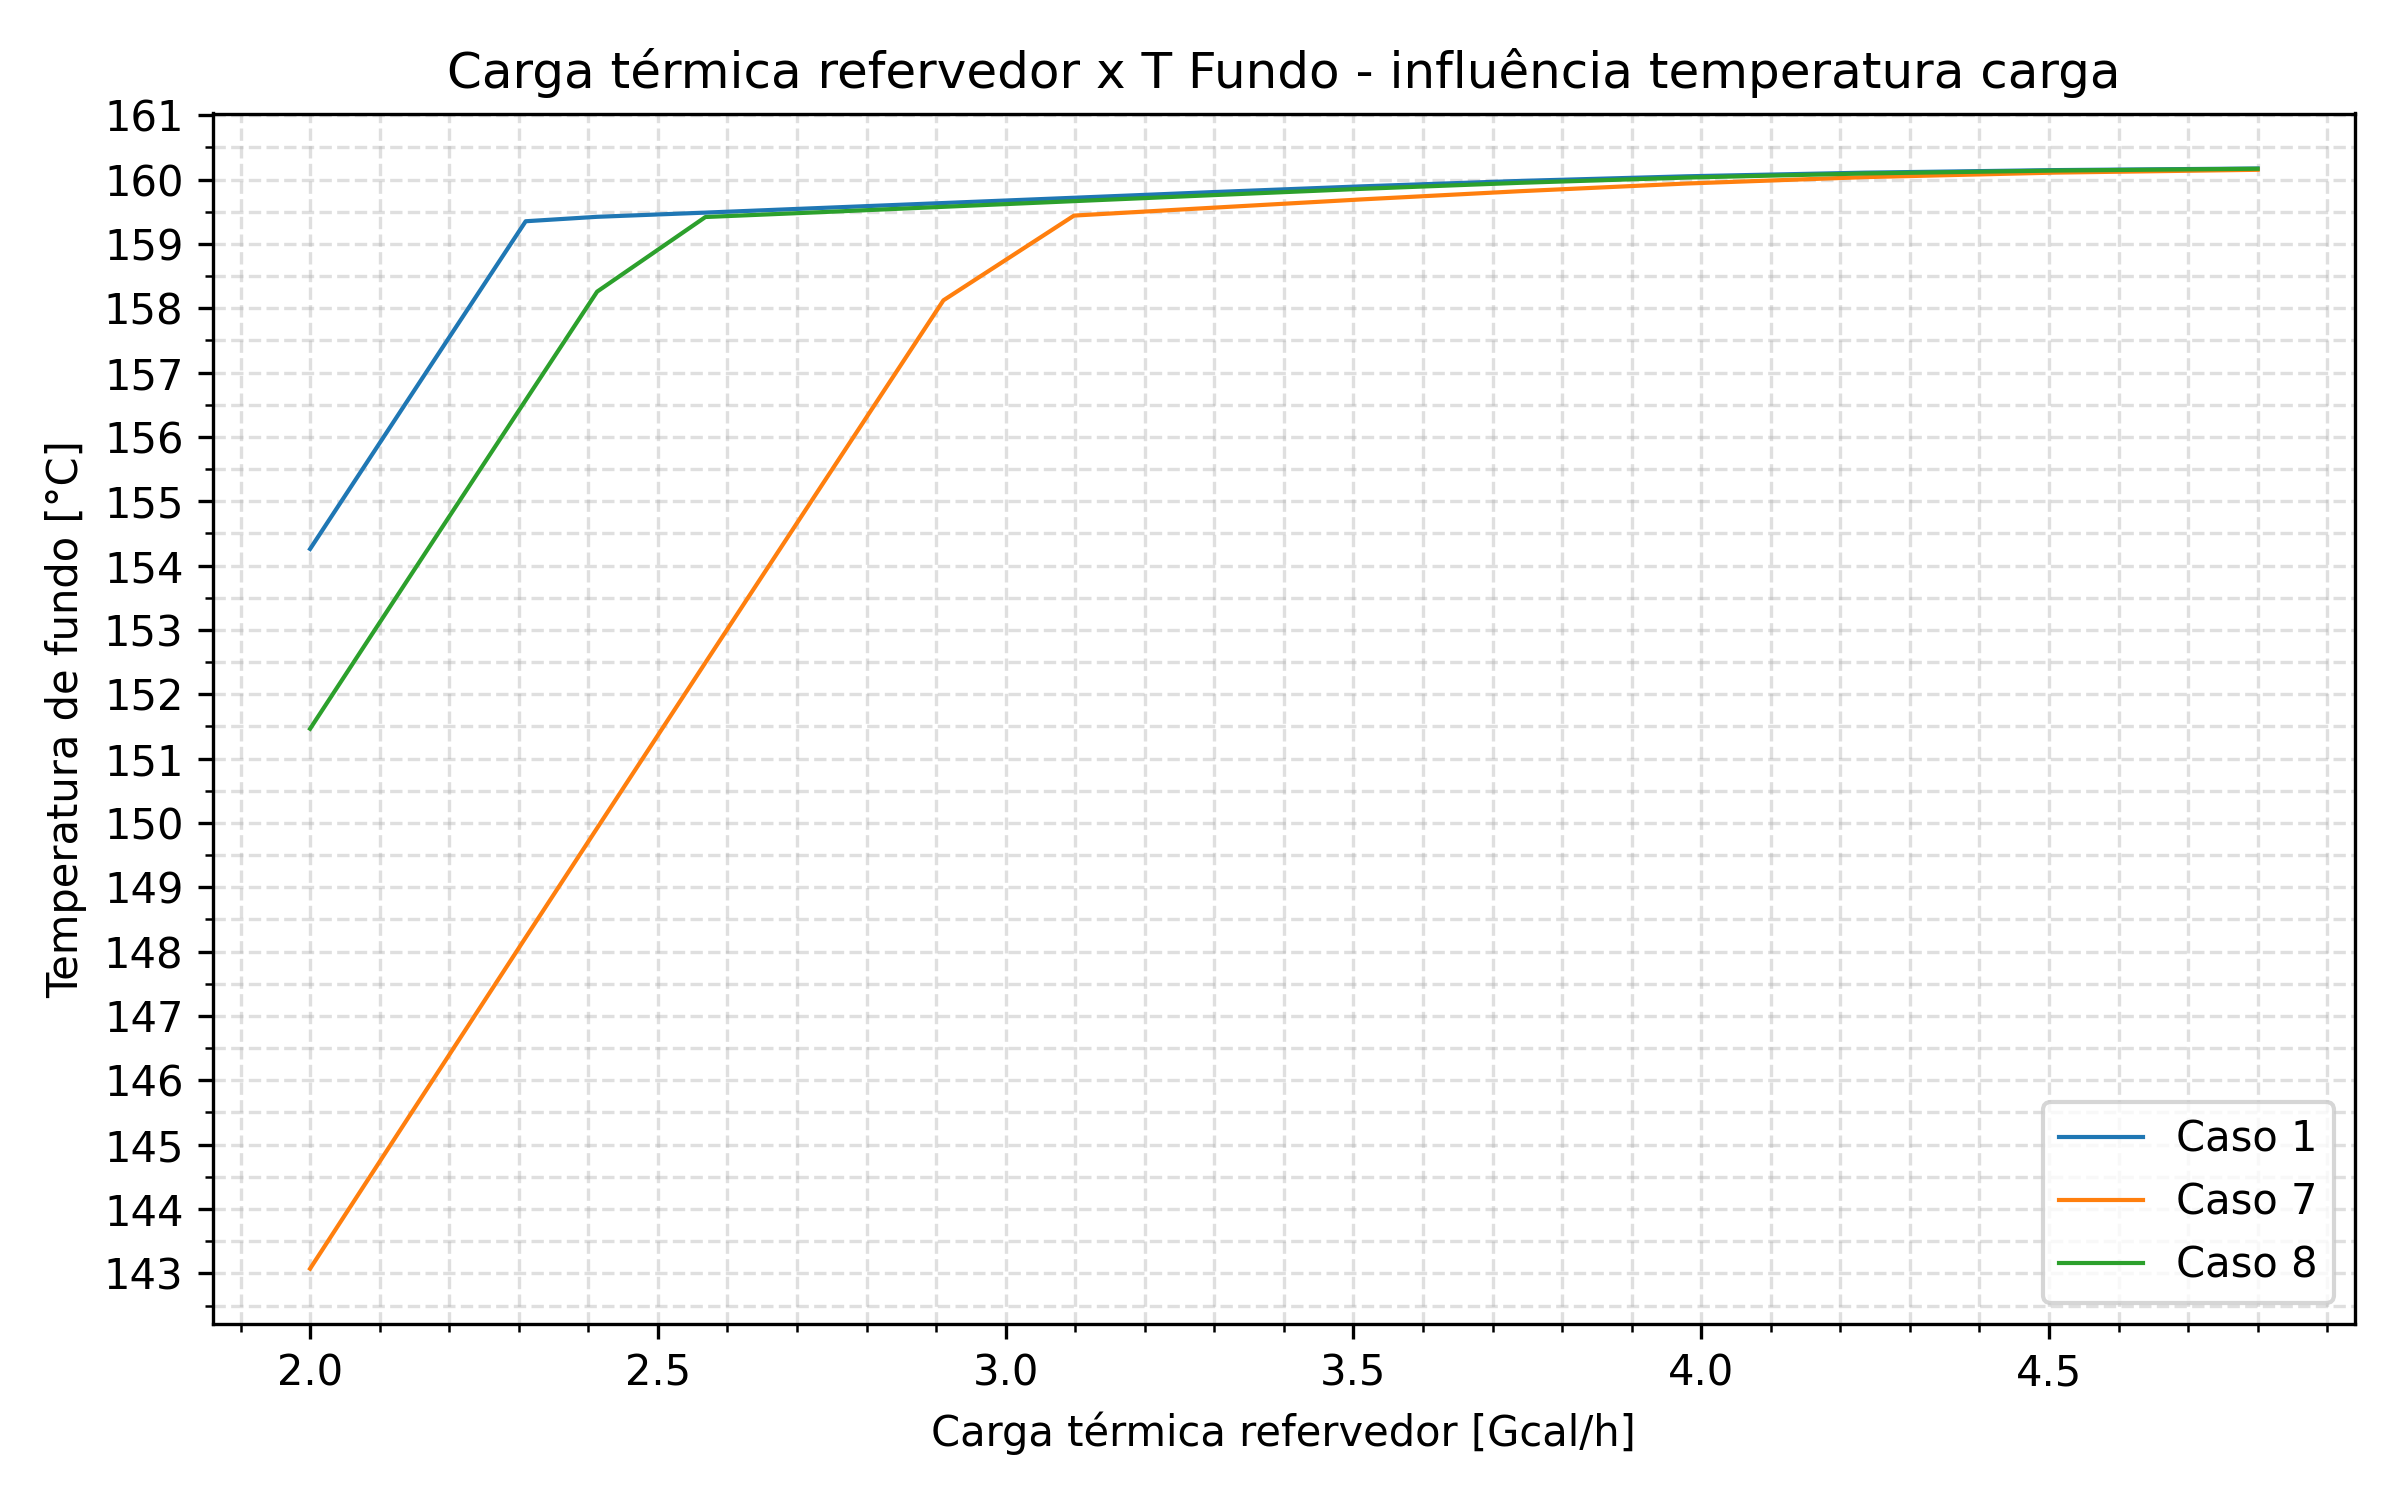 Carga térmica refervedor x T Fundo - influência temperatura carga
161
160
159
158
157
156
155
154
153
152
151
150
149
148
147
146
145
144
143
Temperatura de fundo [°C]
Caso 1
Caso 7
Caso 8
2.0 2.5 3.0 3.5 4.0 4.5
Carga térmica refervedor [Gcal/h]